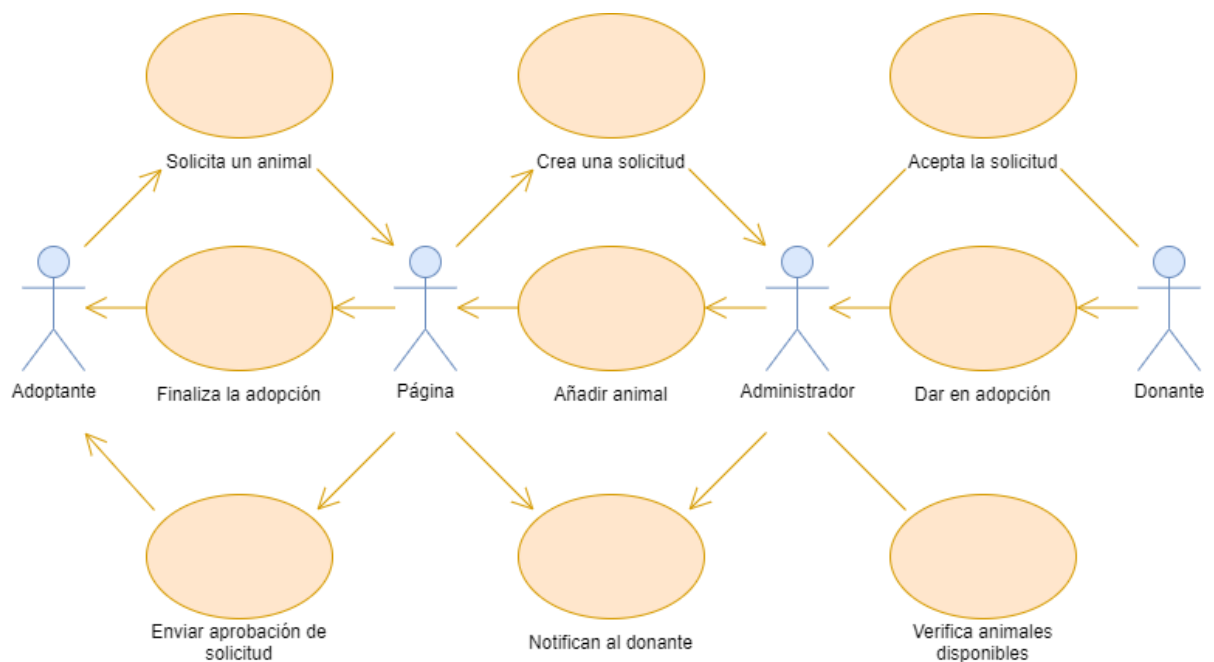 Solicita un animal
Crea una solicitud
Acepta la solicitud
Adoptante
Finaliza la adopción
Página
Añadir animal
Administrador
Dar en adopción
Donante
Enviar aprobación de
solicitud
Notifican al donante
Verifica animales
disponibles